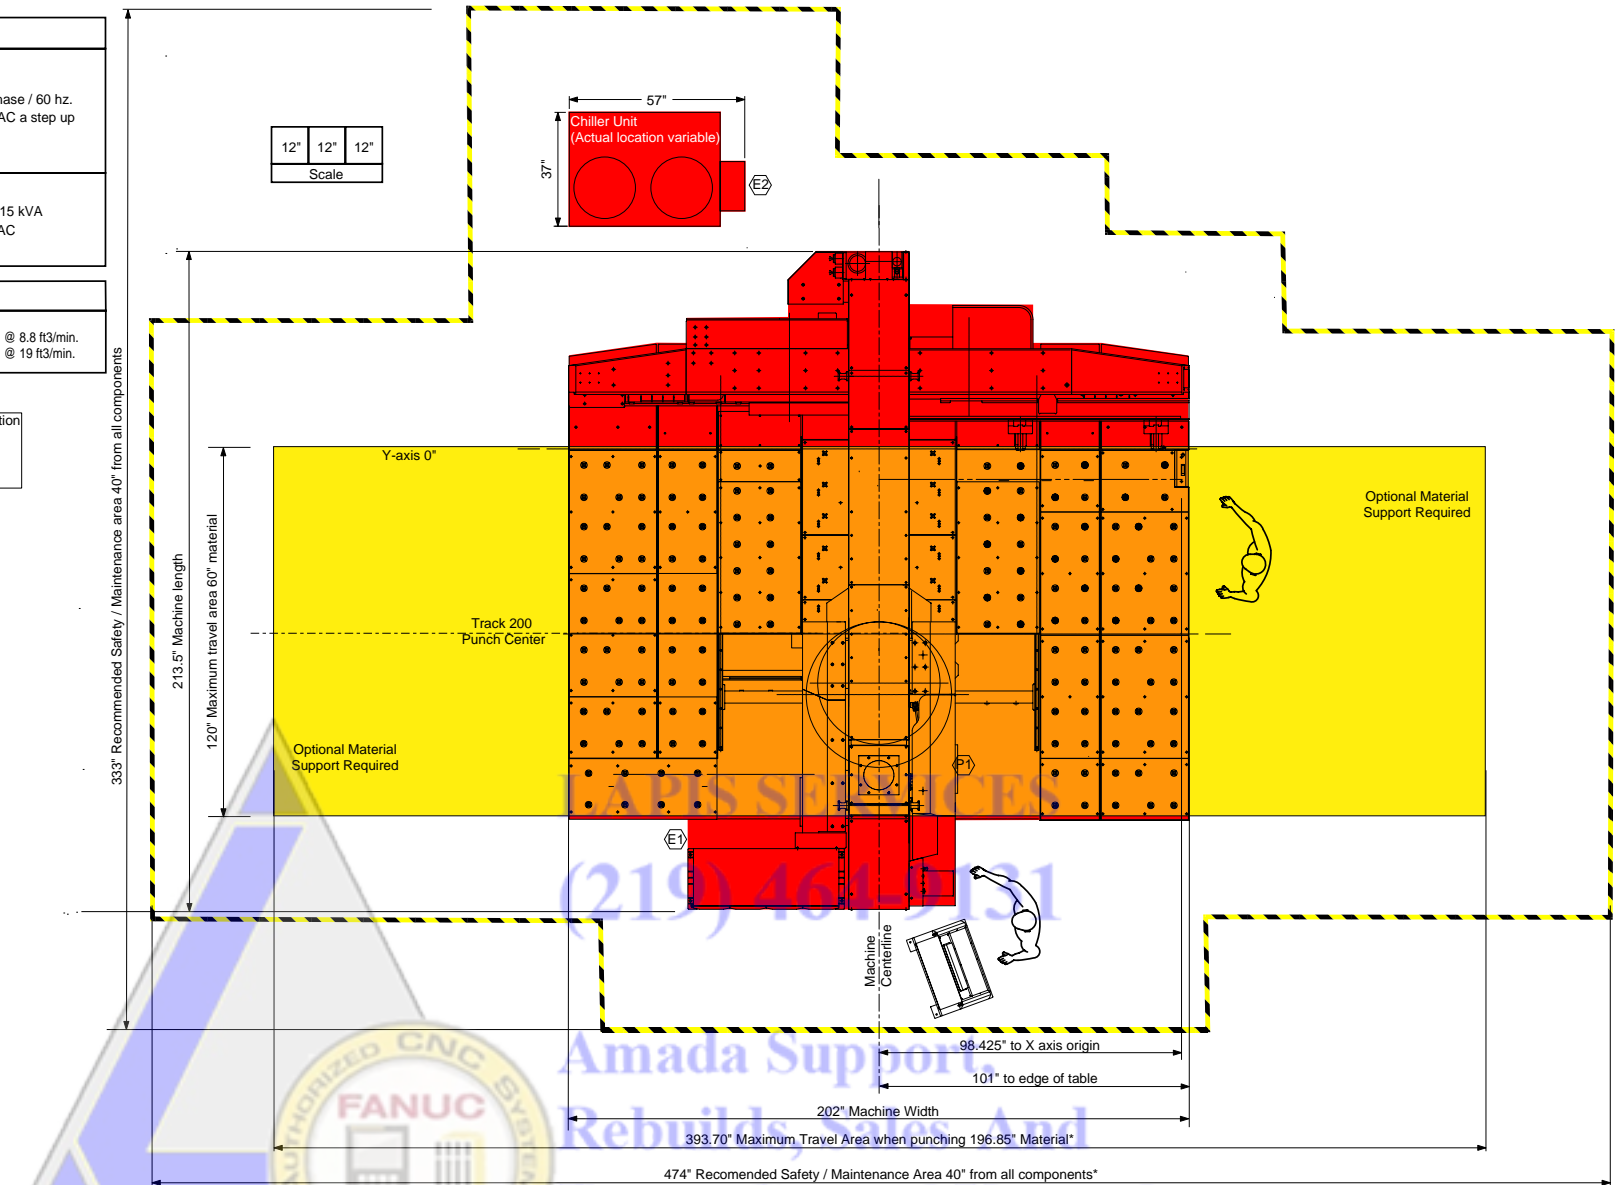 hase / 60 hz.
AC a step up
15 kVA
AC
@ 8.8 ft3/min.
@ 19 ft3/min.
tion
12" 12" 12"
Scale
57"
37"
Chiller Unit
(Actual location variable)
E2
333" Recommended Safety / Maintenance area 40" from all components
213.5" Machine length
120" Maximum travel area 60" material
Y-axis 0"
Optional Material
Support Required
Track 200
Punch Center
Optional Material
Support Required
P1
E1
LAPIS SERVICES
(219) 464-9131
Machine
Centerline
Amada Support,
Rebuilds, Sales And
98.425" to X axis origin
101" to edge of table
202" Machine Width
393.70" Maximum Travel Area when punching 196.85" Material*
474" Recomended Safety / Maintenance Area 40" from all components*
AUTHORIZED CNC SYSTEM
FANUC